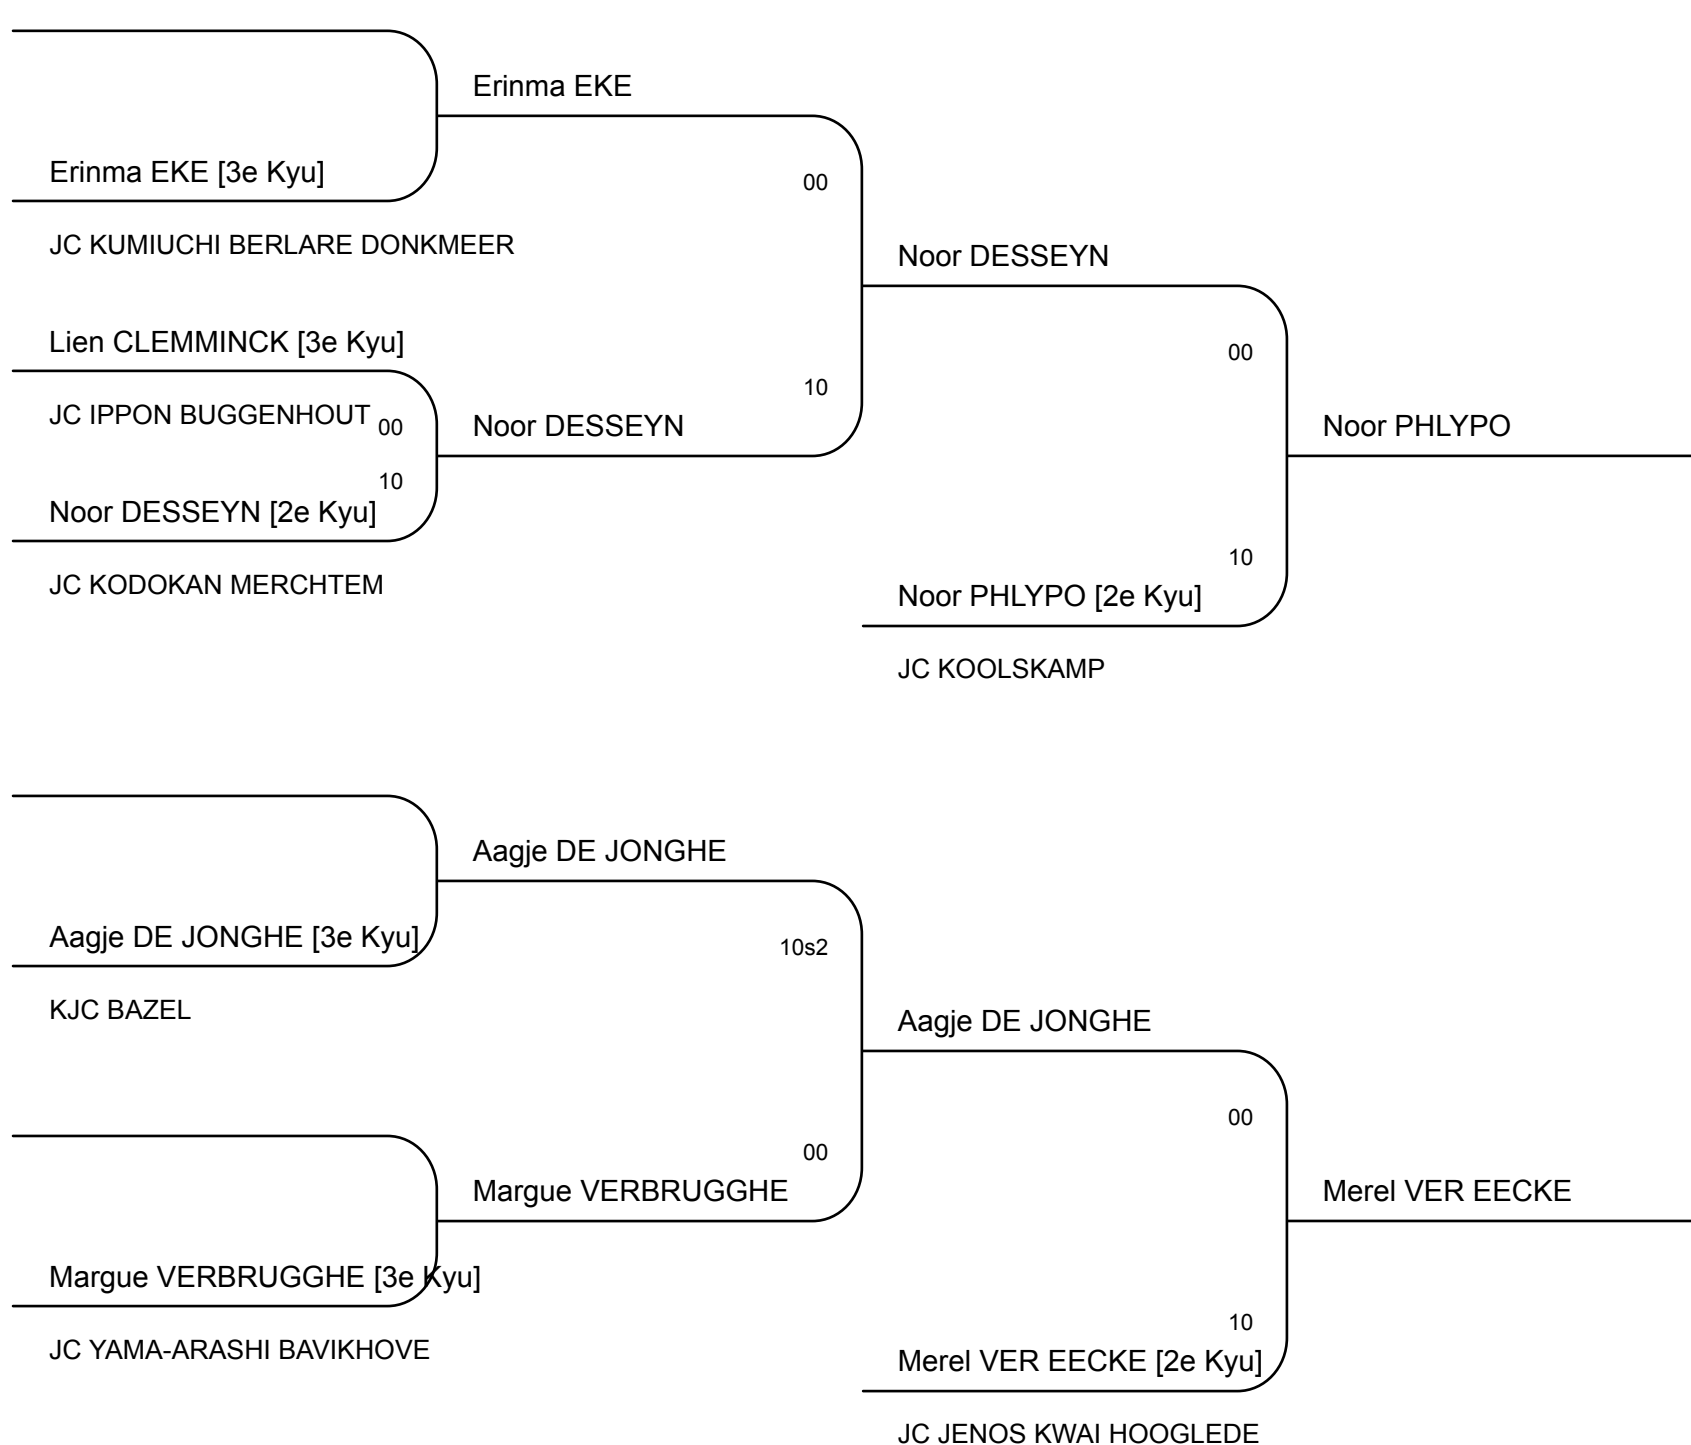 Erinma EKE
Erinma EKE [3e Kyu]
00
JC KUMIUCHI BERLARE DONKMEER
Noor DESSEYN
Lien CLEMMINCK [3e Kyu]
00
10
JC IPPON BUGGENHOUT
00
Noor DESSEYN
Noor PHLYPO
10
Noor DESSEYN [2e Kyu]
10
JC KODOKAN MERCHTEM
Noor PHLYPO [2e Kyu]
JC KOOLSKAMP
Aagje DE JONGHE
Aagje DE JONGHE [3e Kyu]
10s2
KJC BAZEL
Aagje DE JONGHE
00
00
Margue VERBRUGGHE
Merel VER EECKE
Margue VERBRUGGHE [3e Kyu]
10
JC YAMA-ARASHI BAVIKHOVE
Merel VER EECKE [2e Kyu]
JC JENOS KWAI HOOGLEDE